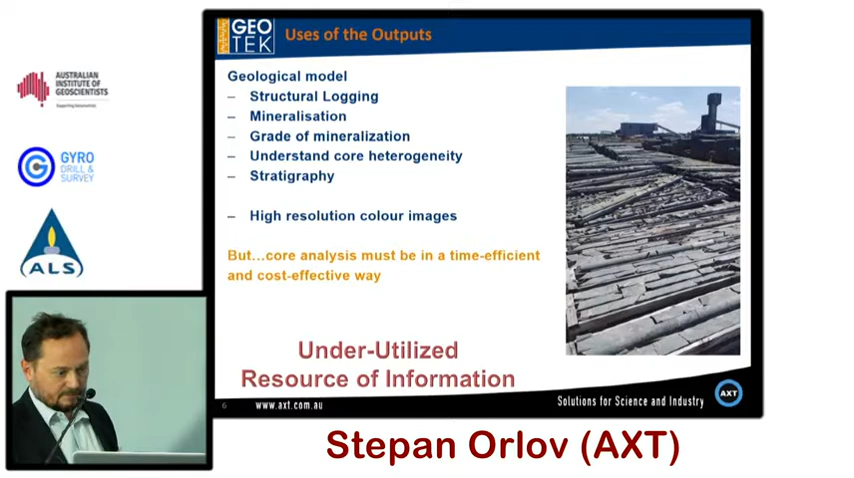 GEO
TEK
Uses of the Outputs
AUSTRALIAN
INSTITUTE OF
GEOSCIENTISTS
Supporting Geoscientists
GYRO
DRILL &
SURVEY
ALS
Geological model
– Structural Logging
– Mineralisation
– Grade of mineralization
– Understand core heterogeneity
– Stratigraphy
– High resolution colour images
But...core analysis must be in a time-efficient
and cost-effective way
Under-Utilized
Resource of Information
6
www.axt.com.au
Solutions for Science and Industry
AXT
Stepan Orlov (AXT)